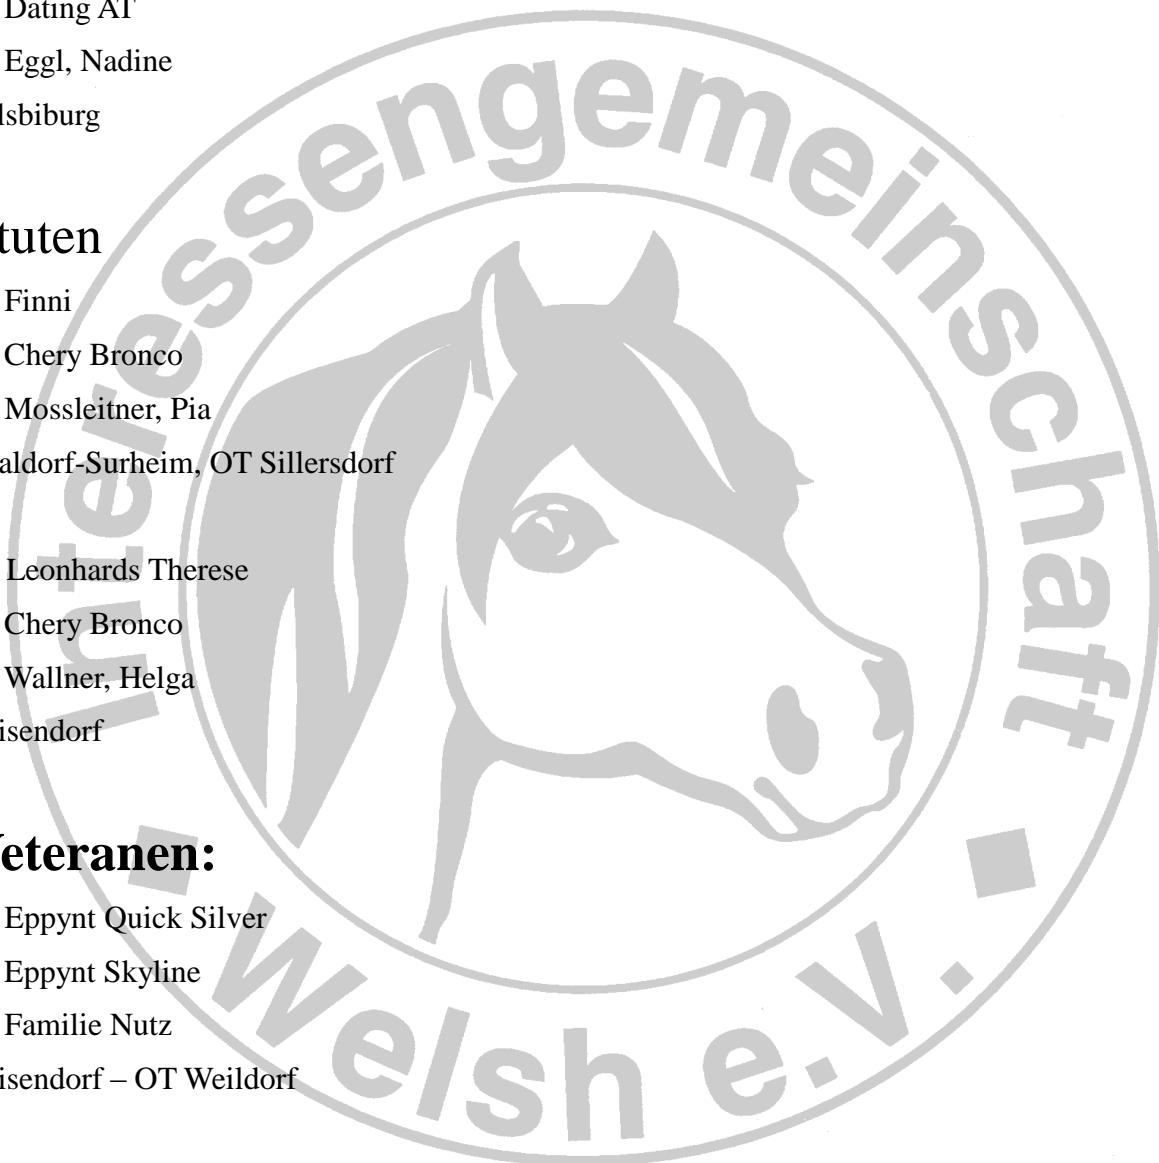 Dating AT
Eggl, Nadine
lsbiburg
tuten
Finni
Chery Bronco
Mossleitner, Pia
aldorf-Surheim, OT Sillersdorf
Leonhards Therese
Chery Bronco
Wallner, Helga
isendorf
eteranen:
Eppynt Quick Silver
Eppynt Skyline
Familie Nutz
isendorf – OT Weildorf
Interessengemeinschaft
Welsh e.V.